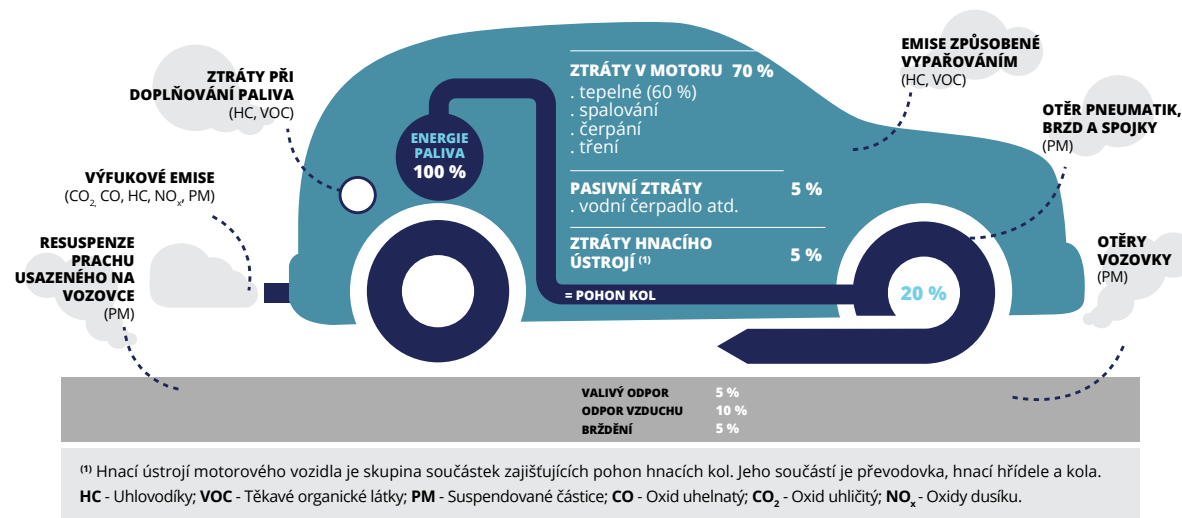 ZTRÁTY PŘI
DOPLŇOVÁNÍ PALIVA
(HC, VOC)
VÝFUKOVÉ EMISE
(CO₂, CO, HC, NOₓ, PM)
RESUSPENZE
PRACHU
USAZENÉHO NA
VOZOVCE
(PM)
ENERGIE
PALIVA
100 %
ZTRÁTY V MOTORU 70 %
. tepelné (60 %)
. spalování
. čerpání
. tření
PASIVNÍ ZTRÁTY 5 %
. vodní čerpadlo atd.
ZTRÁTY HNACÍHO
ÚSTROJÍ ⁽¹⁾ 5 %
= POHON KOL
20 %
EMISE ZPŮSOBENÉ
VYPAŘOVÁNÍM
(HC, VOC)
OTĚR PNEUMATIK,
BRZD A SPOJKY
(PM)
OTĚRY
VOZOVKY
(PM)
VALIVÝ ODPOR 5 %
ODPOR VZDUCHU 10 %
BRŽDĚNÍ 5 %
⁽¹⁾ Hnací ústrojí motorového vozidla je skupina součástek zajišťujících pohon hnacích kol. Jeho součástí je převodovka, hnací hřídele a kola.
HC - Uhlovodíky; VOC - Těkavé organické látky; PM - Suspendované částice; CO - Oxid uhelnatý; CO₂ - Oxid uhličitý; NOₓ - Oxidy dusíku.